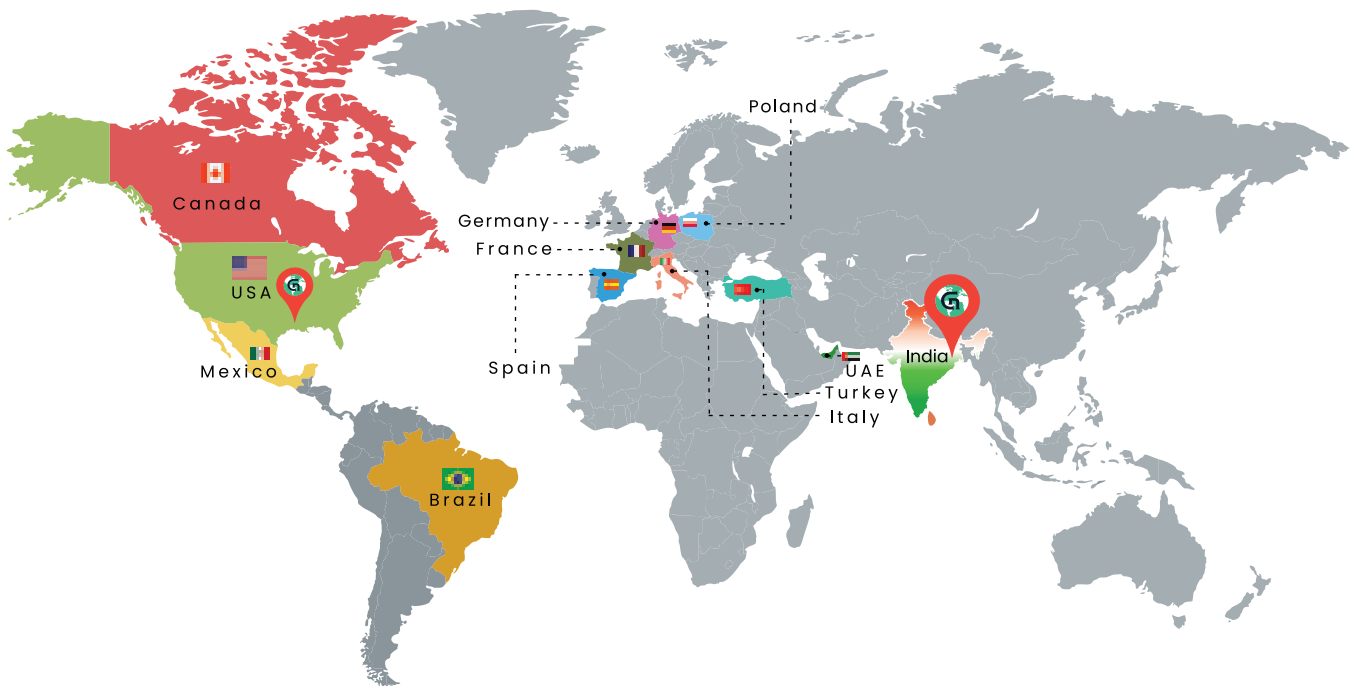 Poland
Canada
Germany
France
USA
Spain
Mexico
India
UAE
Turkey
Italy
Brazil